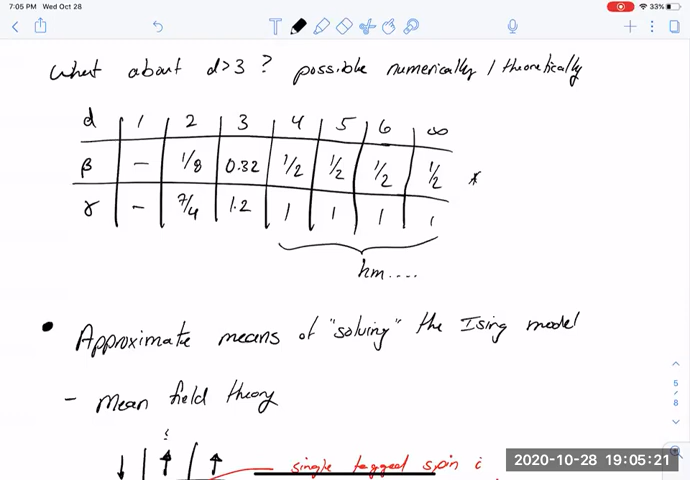 7:05 PM Wed Oct 28
33%
What about d>3 ? possible numerically / theoretically
d | 1 | 2 | 3 | 4 | 5 | 6 | ∞
β | – | 1/8 | 0.32 | 1/2 | 1/2 | 1/2 | 1/2 *
γ | – | 7/4 | 1.2 | 1 | 1 | 1 | 1
hm....
• Approximate means of "solving" the Ising model
- Mean field theory
single tagged spin i
5
/
8
2020-10-28 19:05:21